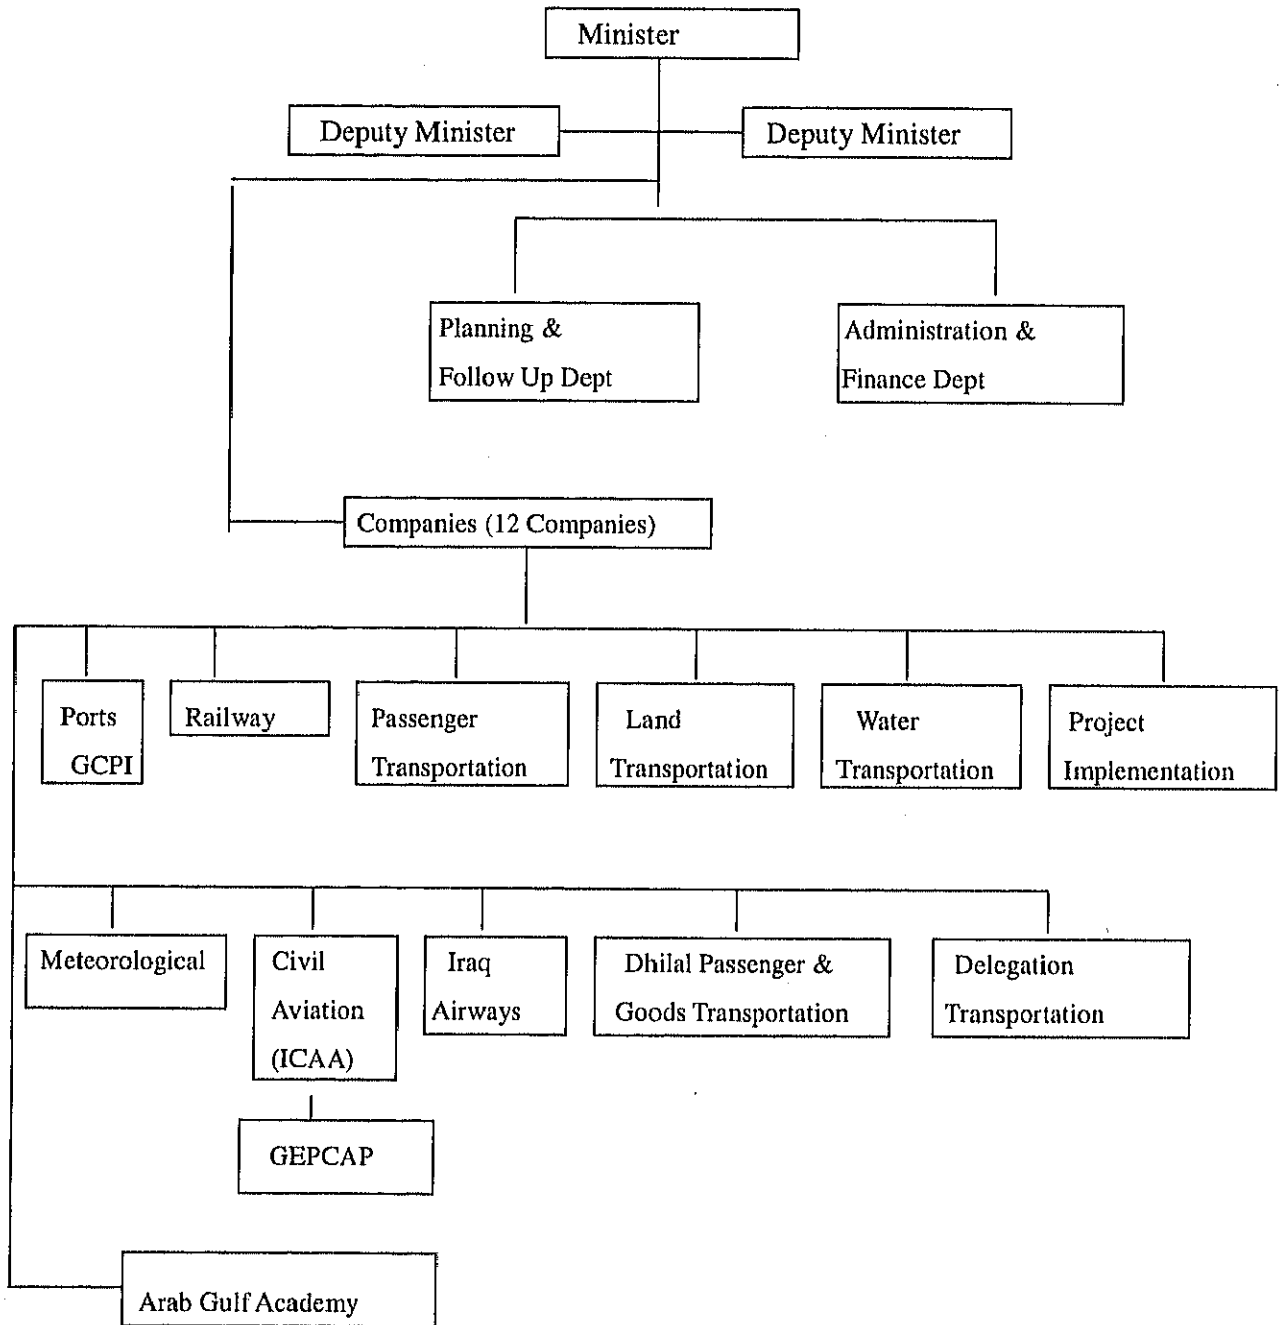 Minister
Deputy Minister
Deputy Minister
Planning &
Follow Up Dept
Administration &
Finance Dept
Companies (12 Companies)
Ports
GCPI
Railway
Passenger
Transportation
Land
Transportation
Water
Transportation
Project
Implementation
Meteorological
Civil
Aviation
(ICAA)
Iraq
Airways
Dhilal Passenger &
Goods Transportation
Delegation
Transportation
GEPCAP
Arab Gulf Academy